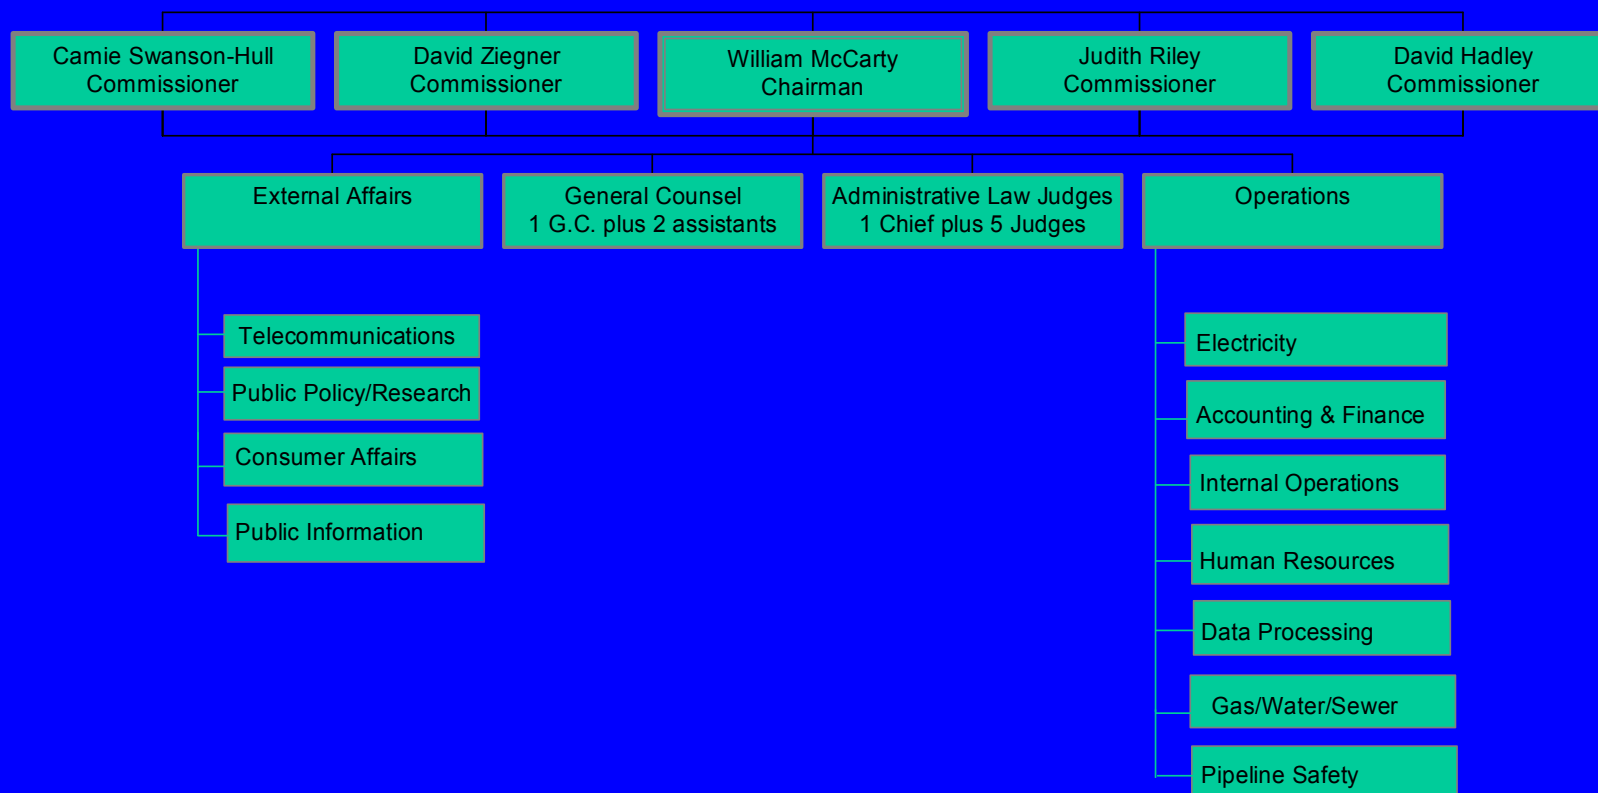 Camie Swanson-Hull
Commissioner
David Ziegner
Commissioner
William McCarty
Chairman
Judith Riley
Commissioner
David Hadley
Commissioner
External Affairs
General Counsel
1 G.C. plus 2 assistants
Administrative Law Judges
1 Chief plus 5 Judges
Operations
Telecommunications
Public Policy/Research
Consumer Affairs
Public Information
Electricity
Accounting & Finance
Internal Operations
Human Resources
Data Processing
Gas/Water/Sewer
Pipeline Safety